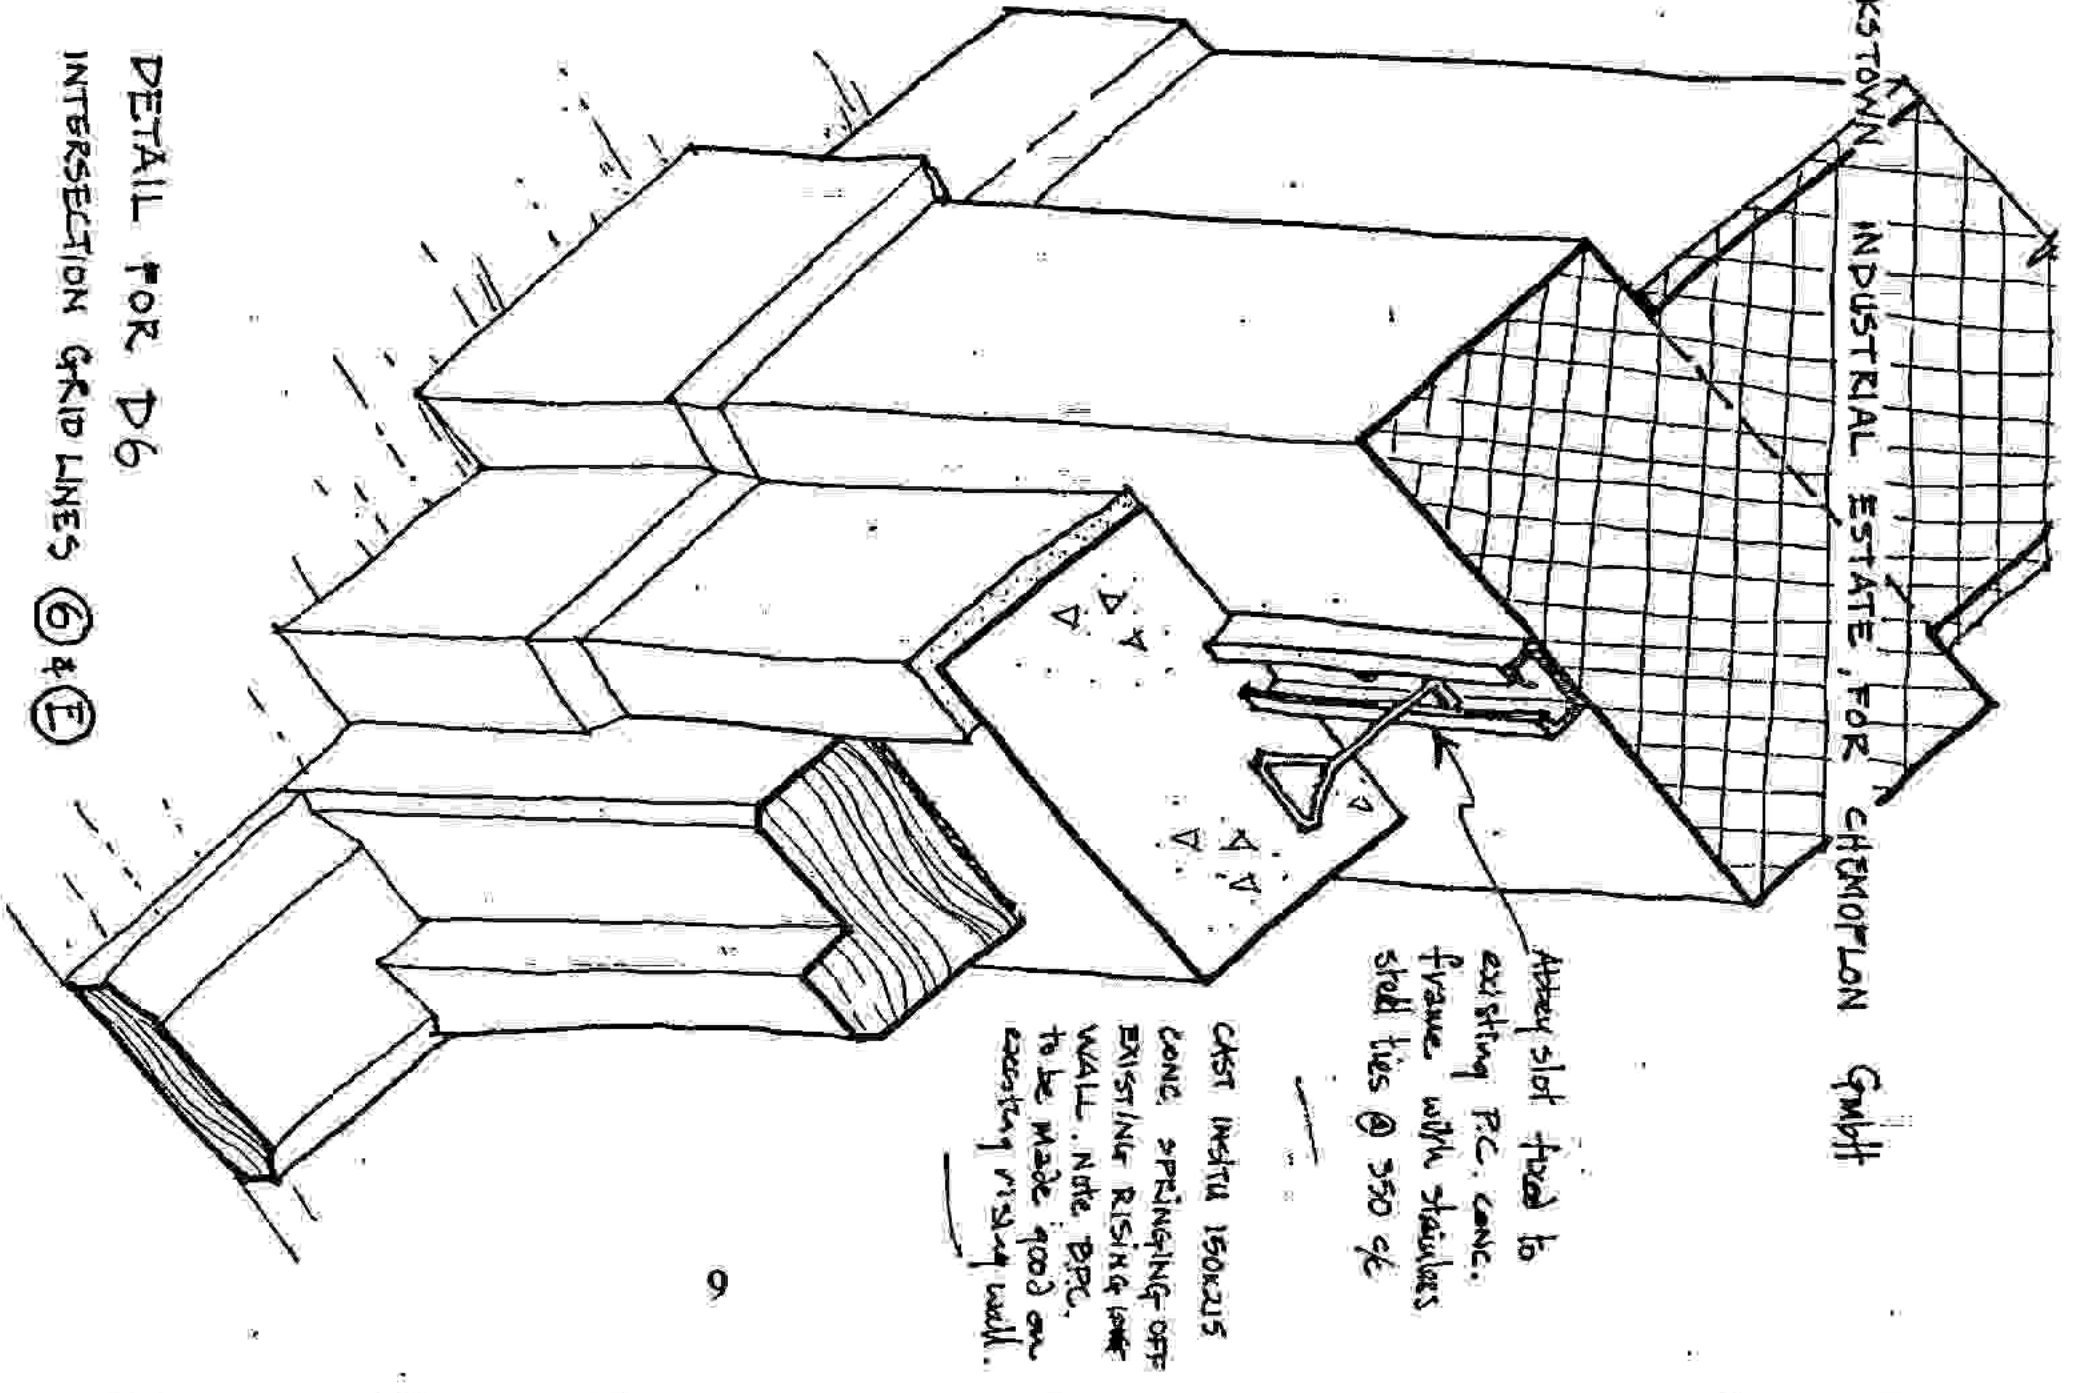 KSTOWN INDUSTRIAL ESTATE, FOR CHEMOPLON GmbH
Abbey slot fixed to
existing P.C. CONC.
frame with stainless
steel ties @ 350 c/c
CAST INSITU 150x215
CONC SPRINGING OFF
EXISTING RISING
WALL. Note DPC.
to be made good on
existing rising wall.
9
DETAIL FOR D6
INTERSECTION GRID LINES 6 & E